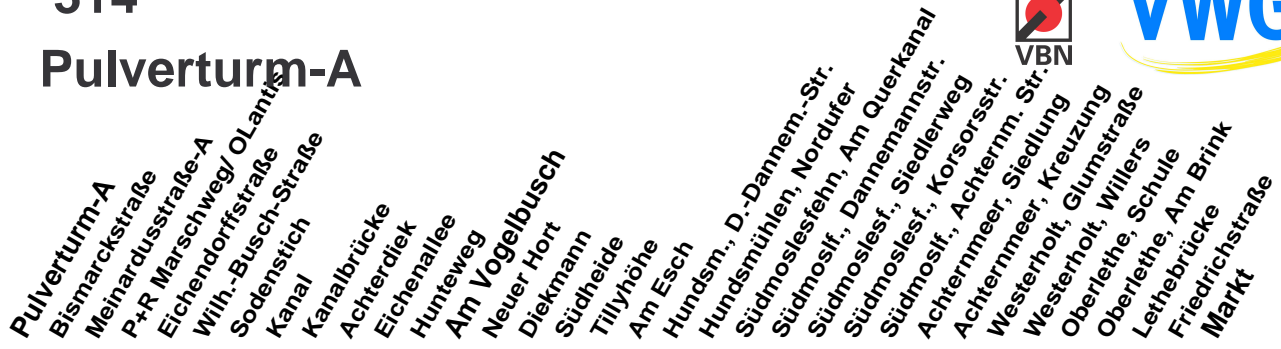 314
Pulverturm-A
VBN
VWG
Pulverturm-A
Bismarckstraße
Meinardusstraße-A
P+R Marschweg/ OLantis
Eichendorffstraße
Wilh.-Busch-Straße
Sodenstich
Kanal
Kanalbrücke
Achterdiek
Eichenallee
Hunteweg
Am Vogelbusch
Neuer Hort
Diekmann
Südheide
Tillyhöhe
Am Esch
Hundsm., D.-Dannem.-Str.
Hundsmühlen, Nordufer
Südmoslesfehn, Am Querkanal
Südmoslf., Dannemannstr.
Südmoslesf., Siedlerweg
Südmoslesf., Korsorsstr.
Südmoslf., Achternm. Str.
Achternmeer, Siedlung
Achternmeer, Kreuzung
Westerholt, Glumstraße
Westerholt, Willers
Oberlethe, Schule
Oberlethe, Am Brink
Lethebrücke
Friedrichstraße
Markt